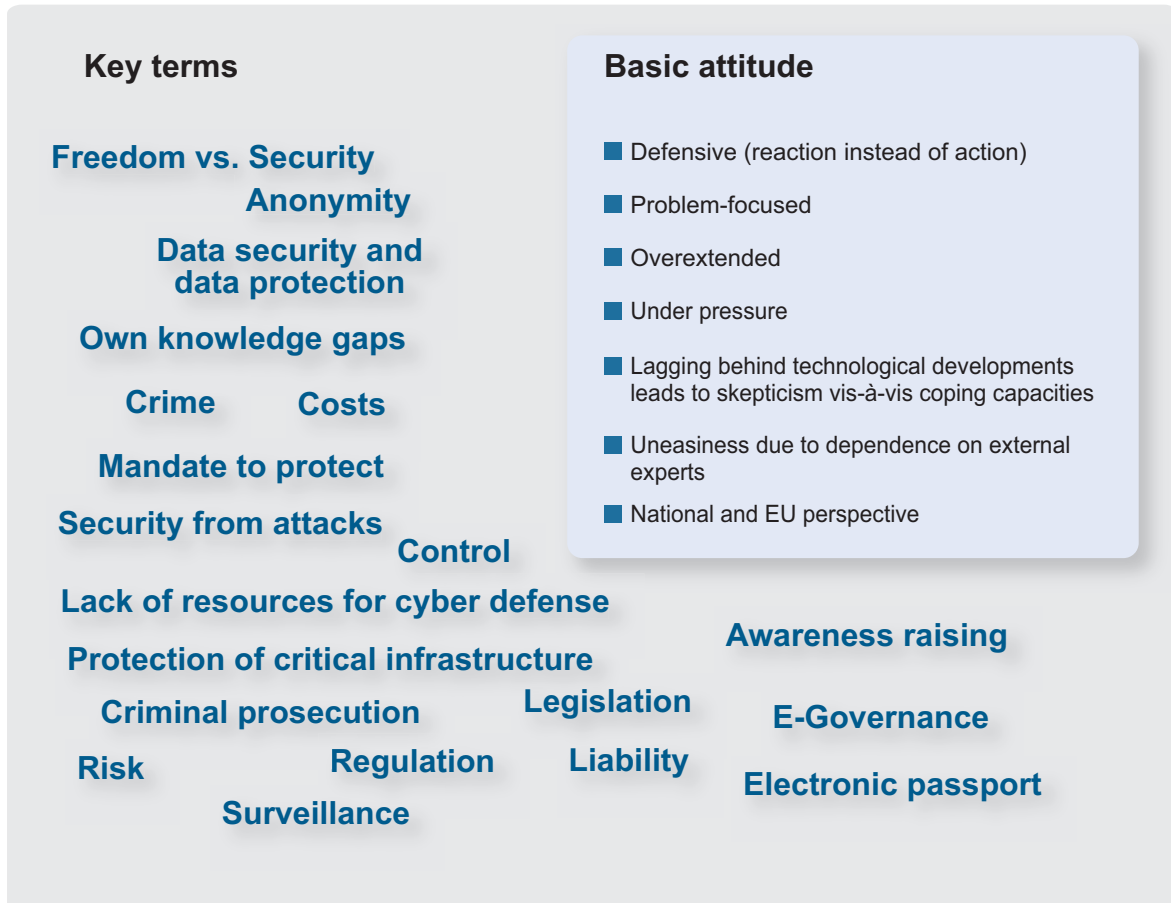 Key terms
Freedom vs. Security
Anonymity
Data security and
data protection
Own knowledge gaps
Crime
Costs
Mandate to protect
Security from attacks
Control
Lack of resources for cyber defense
Protection of critical infrastructure
Criminal prosecution
Risk
Regulation
Surveillance
Legislation
Liability
Awareness raising
E-Governance
Electronic passport
Basic attitude
Defensive (reaction instead of action)
Problem-focused
Overextended
Under pressure
Lagging behind technological developments
leads to skepticism vis-à-vis coping capacities
Uneasiness due to dependence on external
experts
National and EU perspective